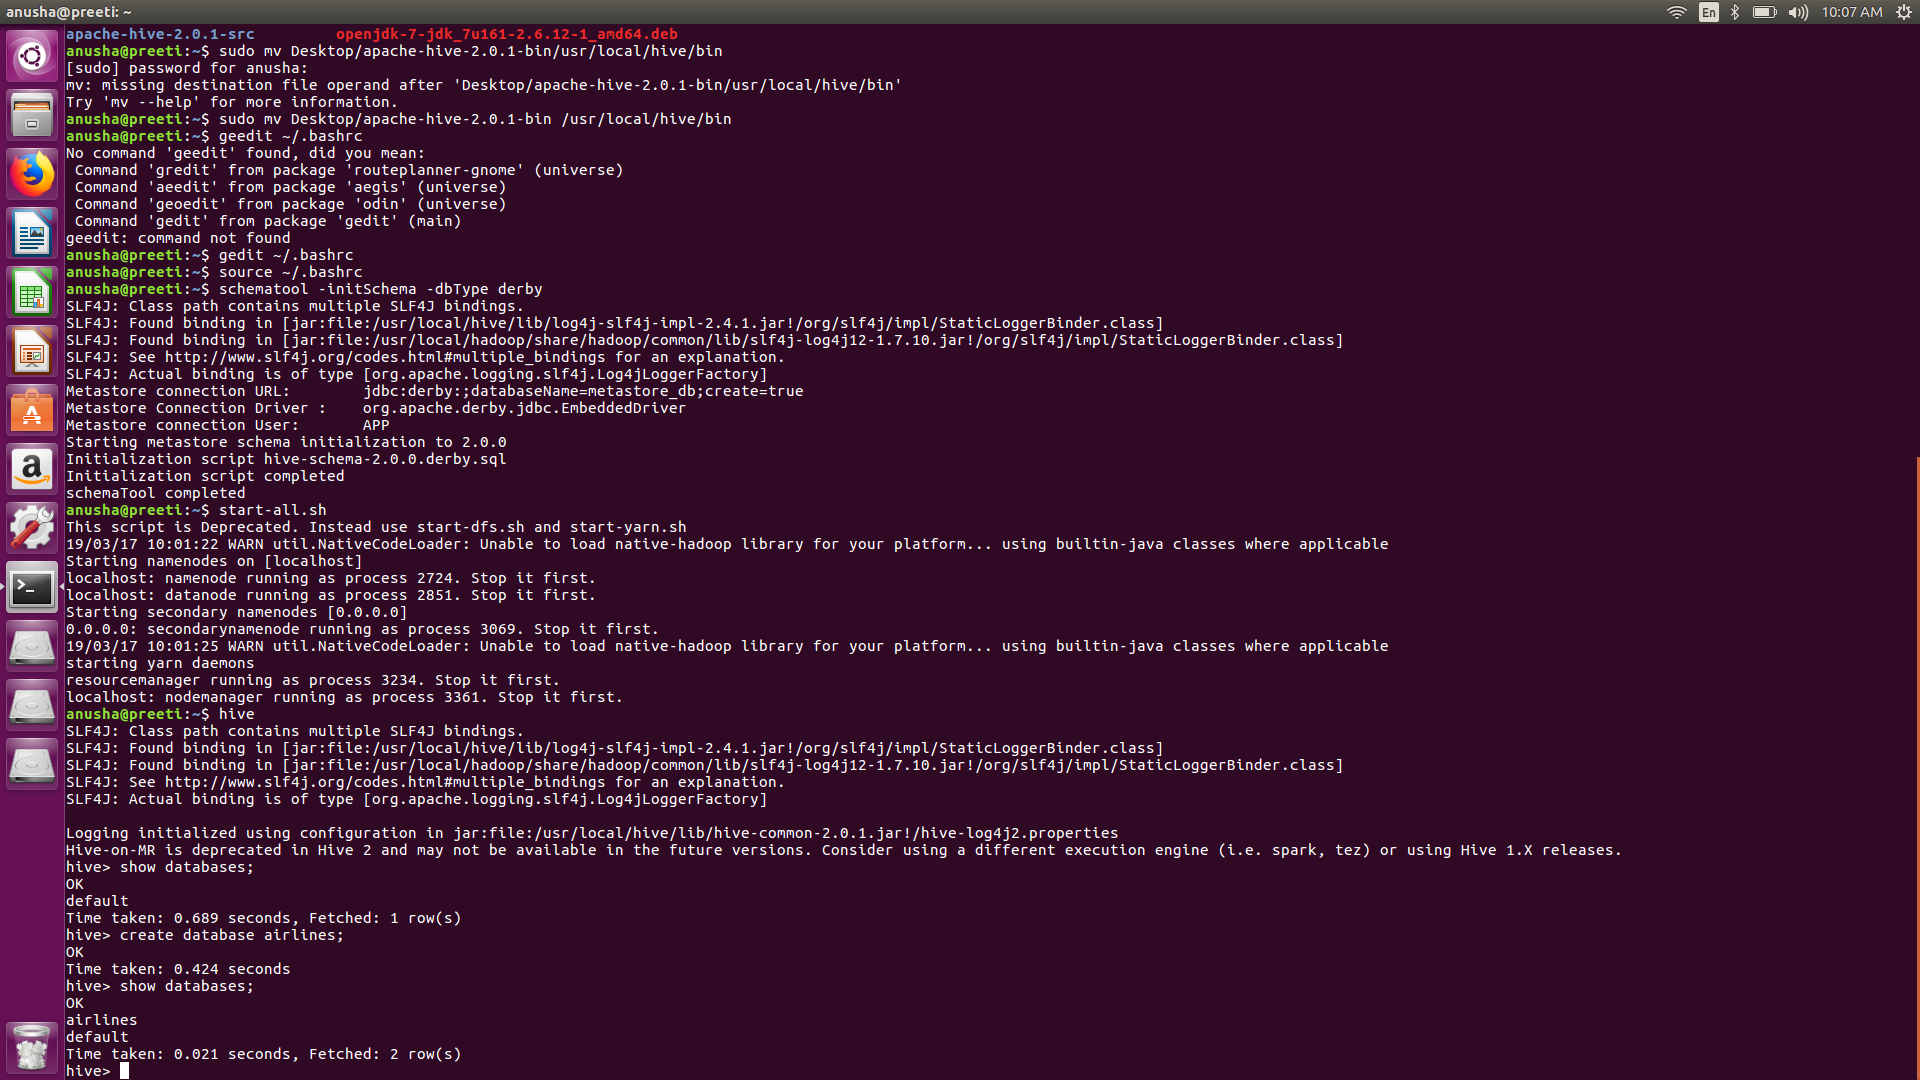 anusha@preeti: ~
En
10:07 AM
apache-hive-2.0.1-src openjdk-7-jdk_7u161-2.6.12-1_amd64.deb
anusha@preeti:~$ sudo mv Desktop/apache-hive-2.0.1-bin/usr/local/hive/bin
[sudo] password for anusha:
mv: missing destination file operand after 'Desktop/apache-hive-2.0.1-bin/usr/local/hive/bin'
Try 'mv --help' for more information.
anusha@preeti:~$ sudo mv Desktop/apache-hive-2.0.1-bin /usr/local/hive/bin
anusha@preeti:~$ geedit ~/.bashrc
No command 'geedit' found, did you mean:
 Command 'gredit' from package 'routeplanner-gnome' (universe)
 Command 'aeedit' from package 'aegis' (universe)
 Command 'geoedit' from package 'odin' (universe)
 Command 'gedit' from package 'gedit' (main)
geedit: command not found
anusha@preeti:~$ gedit ~/.bashrc
anusha@preeti:~$ source ~/.bashrc
anusha@preeti:~$ schematool -initSchema -dbType derby
SLF4J: Class path contains multiple SLF4J bindings.
SLF4J: Found binding in [jar:file:/usr/local/hive/lib/log4j-slf4j-impl-2.4.1.jar!/org/slf4j/impl/StaticLoggerBinder.class]
SLF4J: Found binding in [jar:file:/usr/local/hadoop/share/hadoop/common/lib/slf4j-log4j12-1.7.10.jar!/org/slf4j/impl/StaticLoggerBinder.class]
SLF4J: See http://www.slf4j.org/codes.html#multiple_bindings for an explanation.
SLF4J: Actual binding is of type [org.apache.logging.slf4j.Log4jLoggerFactory]
Metastore connection URL: jdbc:derby:;databaseName=metastore_db;create=true
Metastore Connection Driver : org.apache.derby.jdbc.EmbeddedDriver
Metastore connection User: APP
Starting metastore schema initialization to 2.0.0
Initialization script hive-schema-2.0.0.derby.sql
Initialization script completed
schemaTool completed
anusha@preeti:~$ start-all.sh
This script is Deprecated. Instead use start-dfs.sh and start-yarn.sh
19/03/17 10:01:22 WARN util.NativeCodeLoader: Unable to load native-hadoop library for your platform... using builtin-java classes where applicable
Starting namenodes on [localhost]
localhost: namenode running as process 2724. Stop it first.
localhost: datanode running as process 2851. Stop it first.
Starting secondary namenodes [0.0.0.0]
0.0.0.0: secondarynamenode running as process 3069. Stop it first.
19/03/17 10:01:25 WARN util.NativeCodeLoader: Unable to load native-hadoop library for your platform... using builtin-java classes where applicable
starting yarn daemons
resourcemanager running as process 3234. Stop it first.
localhost: nodemanager running as process 3361. Stop it first.
anusha@preeti:~$ hive
SLF4J: Class path contains multiple SLF4J bindings.
SLF4J: Found binding in [jar:file:/usr/local/hive/lib/log4j-slf4j-impl-2.4.1.jar!/org/slf4j/impl/StaticLoggerBinder.class]
SLF4J: Found binding in [jar:file:/usr/local/hadoop/share/hadoop/common/lib/slf4j-log4j12-1.7.10.jar!/org/slf4j/impl/StaticLoggerBinder.class]
SLF4J: See http://www.slf4j.org/codes.html#multiple_bindings for an explanation.
SLF4J: Actual binding is of type [org.apache.logging.slf4j.Log4jLoggerFactory]

Logging initialized using configuration in jar:file:/usr/local/hive/lib/hive-common-2.0.1.jar!/hive-log4j2.properties
Hive-on-MR is deprecated in Hive 2 and may not be available in the future versions. Consider using a different execution engine (i.e. spark, tez) or using Hive 1.X releases.
hive> show databases;
OK
default
Time taken: 0.689 seconds, Fetched: 1 row(s)
hive> create database airlines;
OK
Time taken: 0.424 seconds
hive> show databases;
OK
airlines
default
Time taken: 0.021 seconds, Fetched: 2 row(s)
hive>